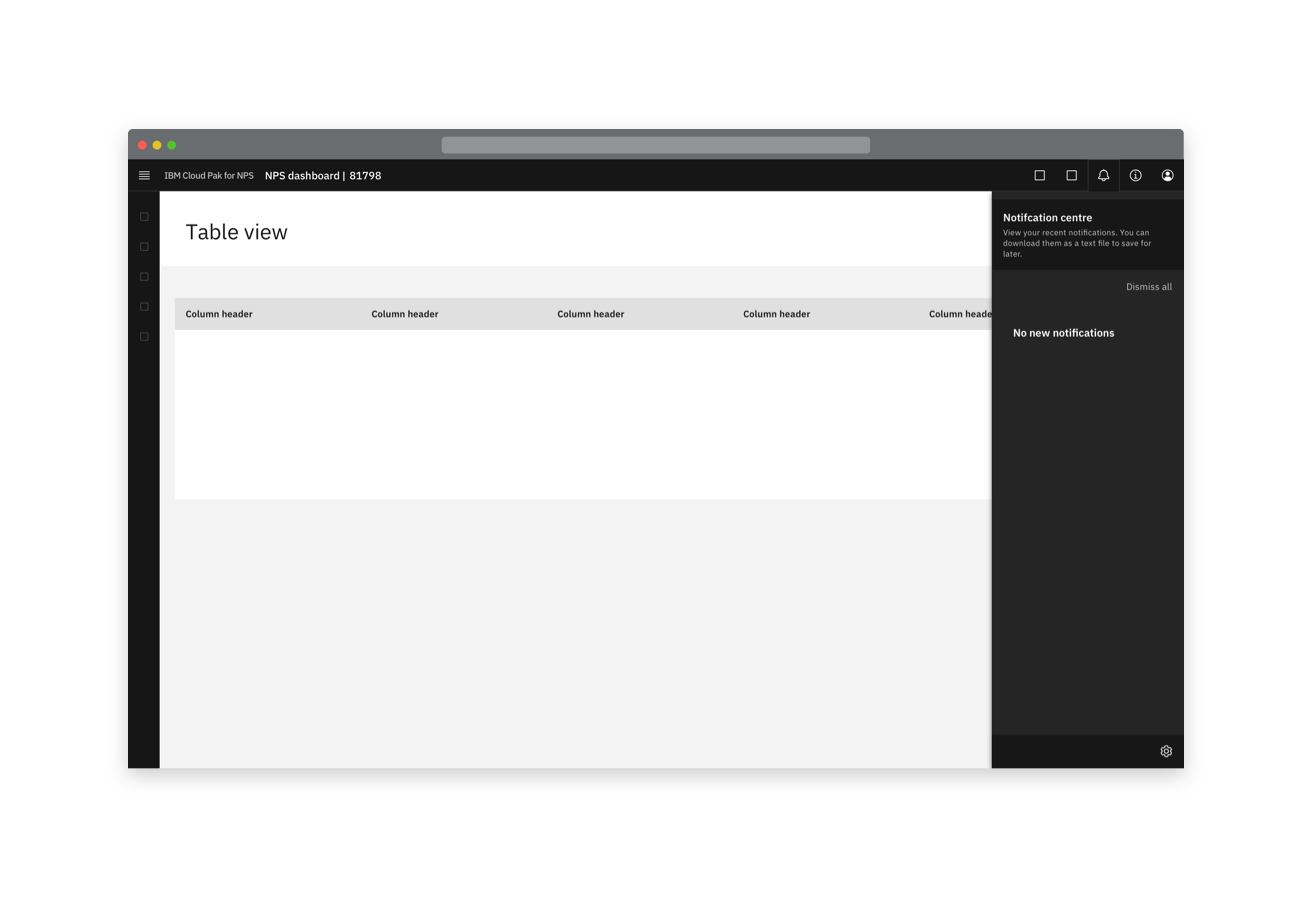 IBM Cloud Pak for NPS NPS dashboard | 81798
Table view
Column header Column header Column header Column header Column heade
Notifcation centre
View your recent notifications. You can
download them as a text file to save for
later.
Dismiss all
No new notifications